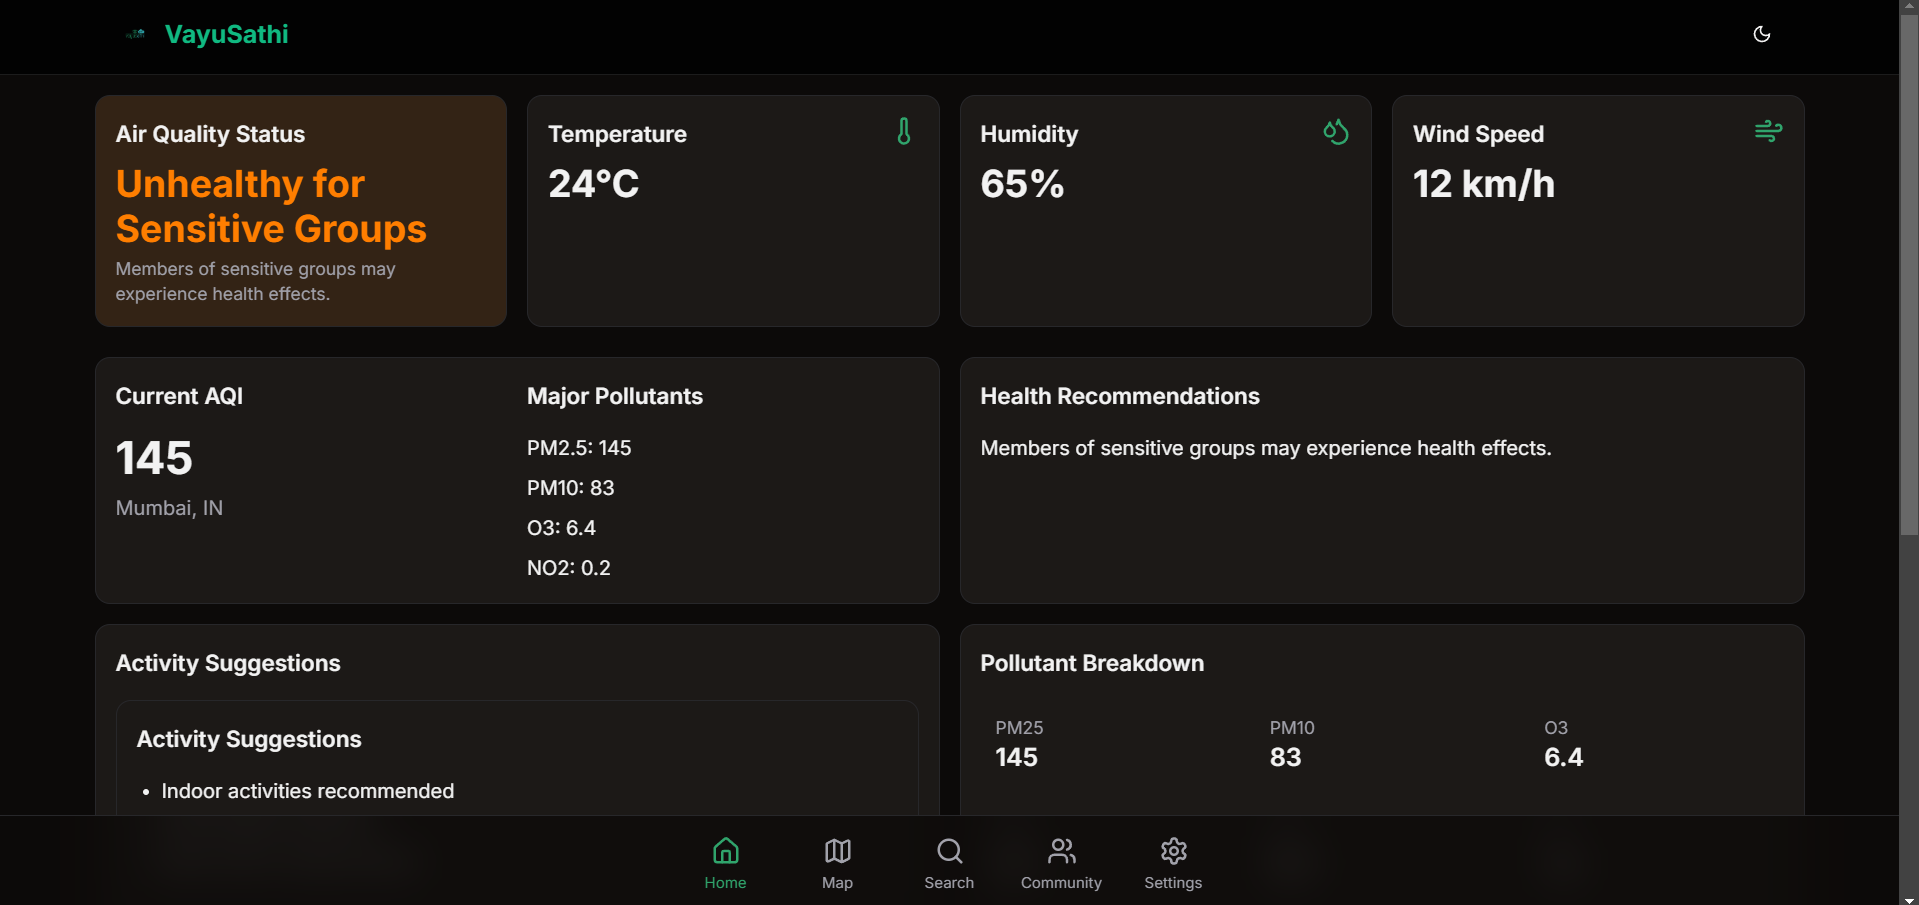 VayuSathi
Air Quality Status
Unhealthy for
Sensitive Groups
Members of sensitive groups may
experience health effects.
Temperature
24°C
Humidity
65%
Wind Speed
12 km/h
Current AQI
145
Mumbai, IN
Major Pollutants
PM2.5: 145
PM10: 83
O3: 6.4
NO2: 0.2
Health Recommendations
Members of sensitive groups may experience health effects.
Activity Suggestions
Activity Suggestions
• Indoor activities recommended
Pollutant Breakdown
PM25
145
PM10
83
O3
6.4
Home
Map
Search
Community
Settings